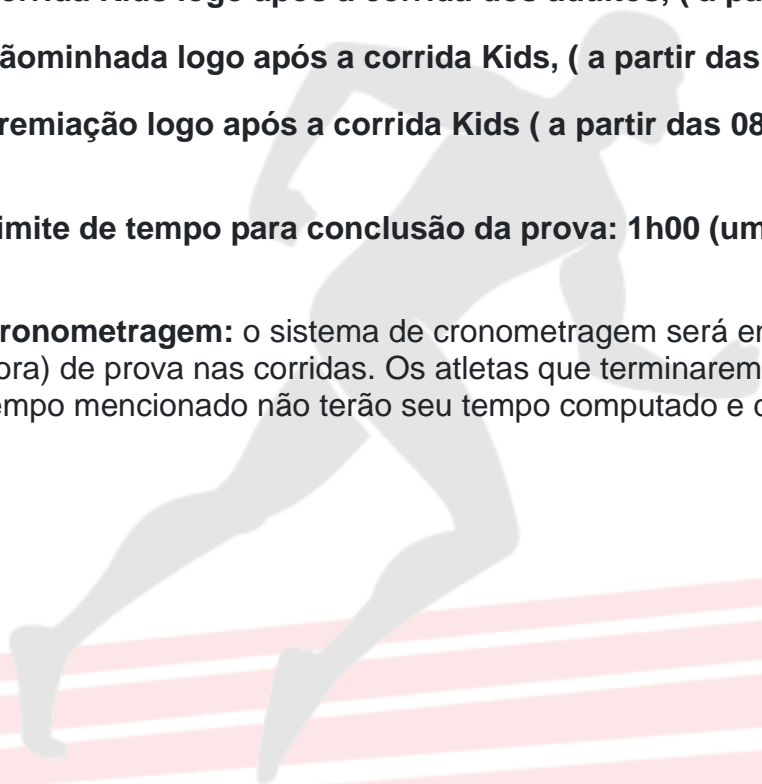 orrida Kids logo após a corrida dos adultos, ( a pa
ãominhada logo após a corrida Kids, ( a partir das
remiação logo após a corrida Kids ( a partir das 08
imite de tempo para conclusão da prova: 1h00 (um
ronometragem: o sistema de cronometragem será e
ora) de prova nas corridas. Os atletas que terminarem
empo mencionado não terão seu tempo computado e